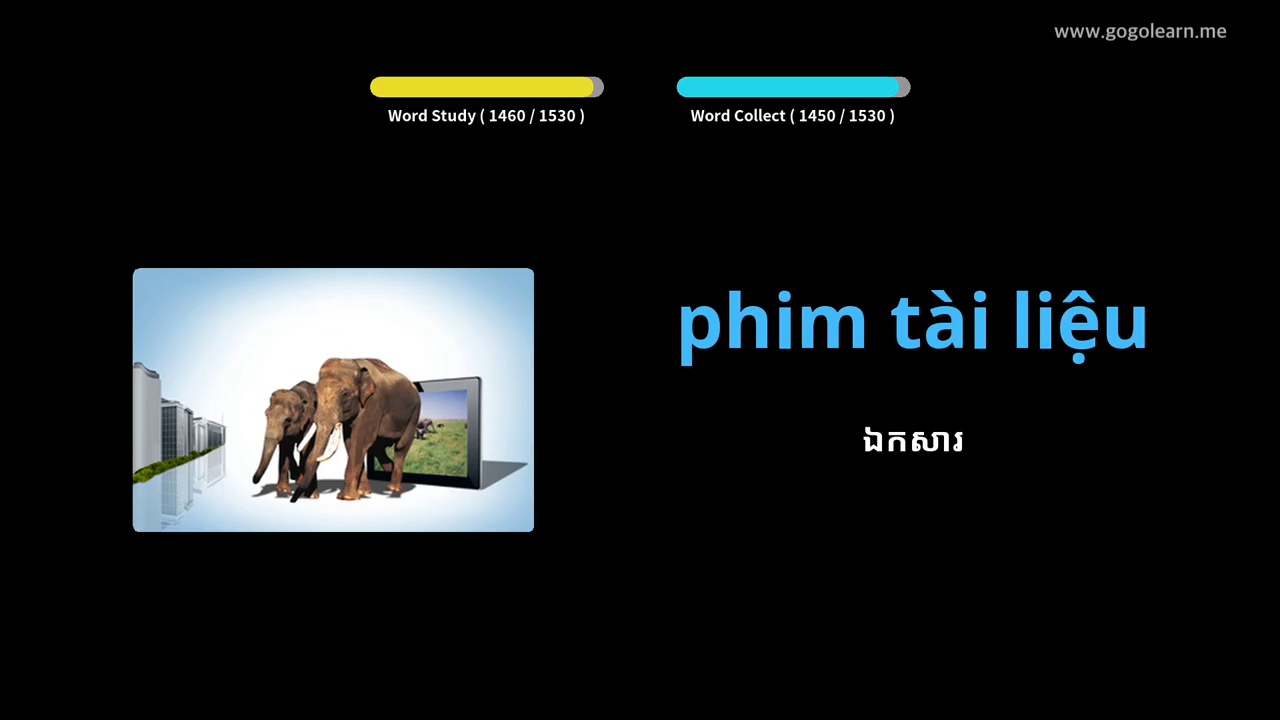 www.gogolearn.me
Word Study ( 1460 / 1530 )
Word Collect ( 1450 / 1530 )
phim tài liệu
ឯកសារ